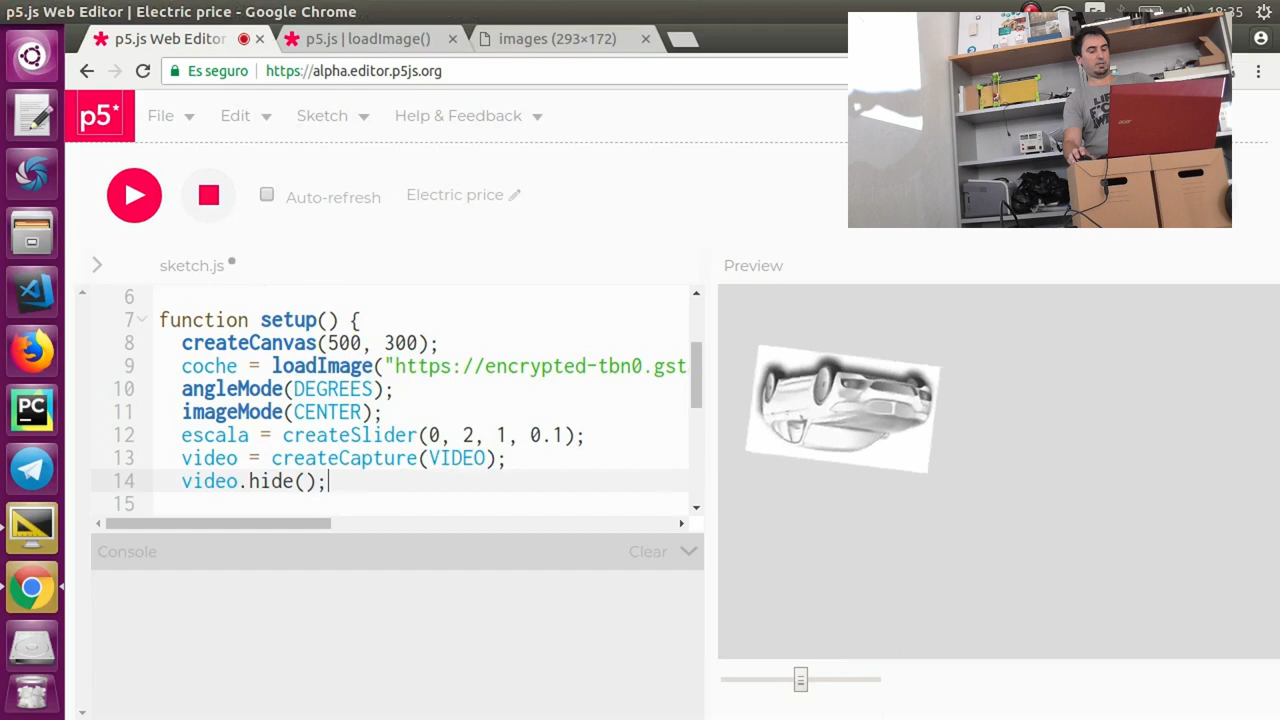 p5.js Web Editor | Electric price - Google Chrome
18:35
p5.js Web Editor
p5.js | loadImage()
images (293×172)
Es seguro
https://alpha.editor.p5js.org
p5*
File
Edit
Sketch
Help & Feedback
Auto-refresh
Electric price
sketch.js
Preview
6
7 function setup() {
8 createCanvas(500, 300);
9 coche = loadImage("https://encrypted-tbn0.gst
10 angleMode(DEGREES);
11 imageMode(CENTER);
12 escala = createSlider(0, 2, 1, 0.1);
13 video = createCapture(VIDEO);
14 video.hide();
15
Console
Clear
PC
acer